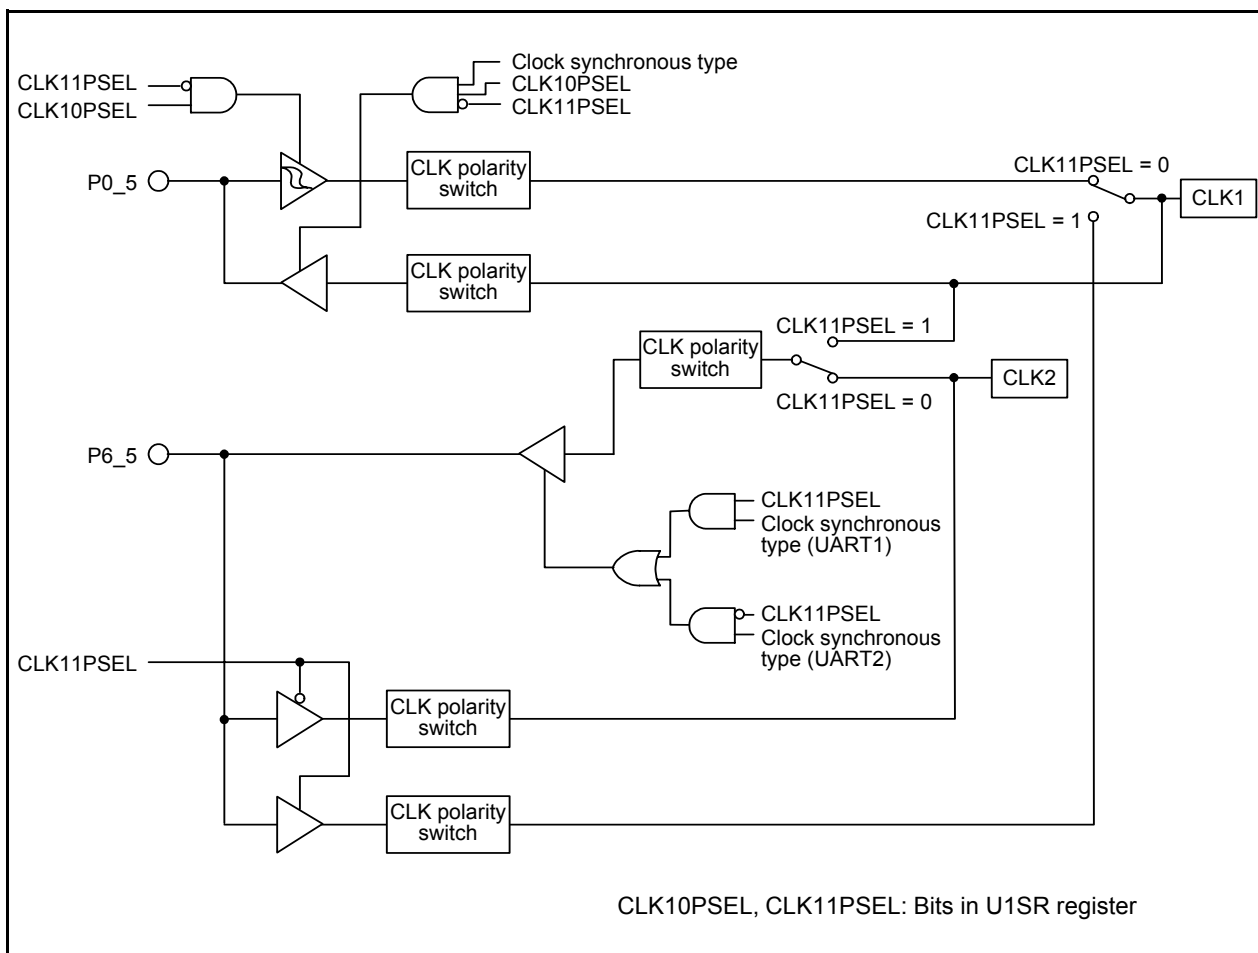 Clock synchronous type
CLK11PSEL
CLK10PSEL
CLK10PSEL
CLK11PSEL
P0_5
CLK polarity
switch
CLK11PSEL = 0
CLK1
CLK11PSEL = 1
CLK polarity
switch
CLK11PSEL = 1
CLK polarity
switch
CLK2
CLK11PSEL = 0
P6_5
CLK11PSEL
Clock synchronous
type (UART1)
CLK11PSEL
Clock synchronous
type (UART2)
CLK11PSEL
CLK polarity
switch
CLK polarity
switch
CLK10PSEL, CLK11PSEL: Bits in U1SR register